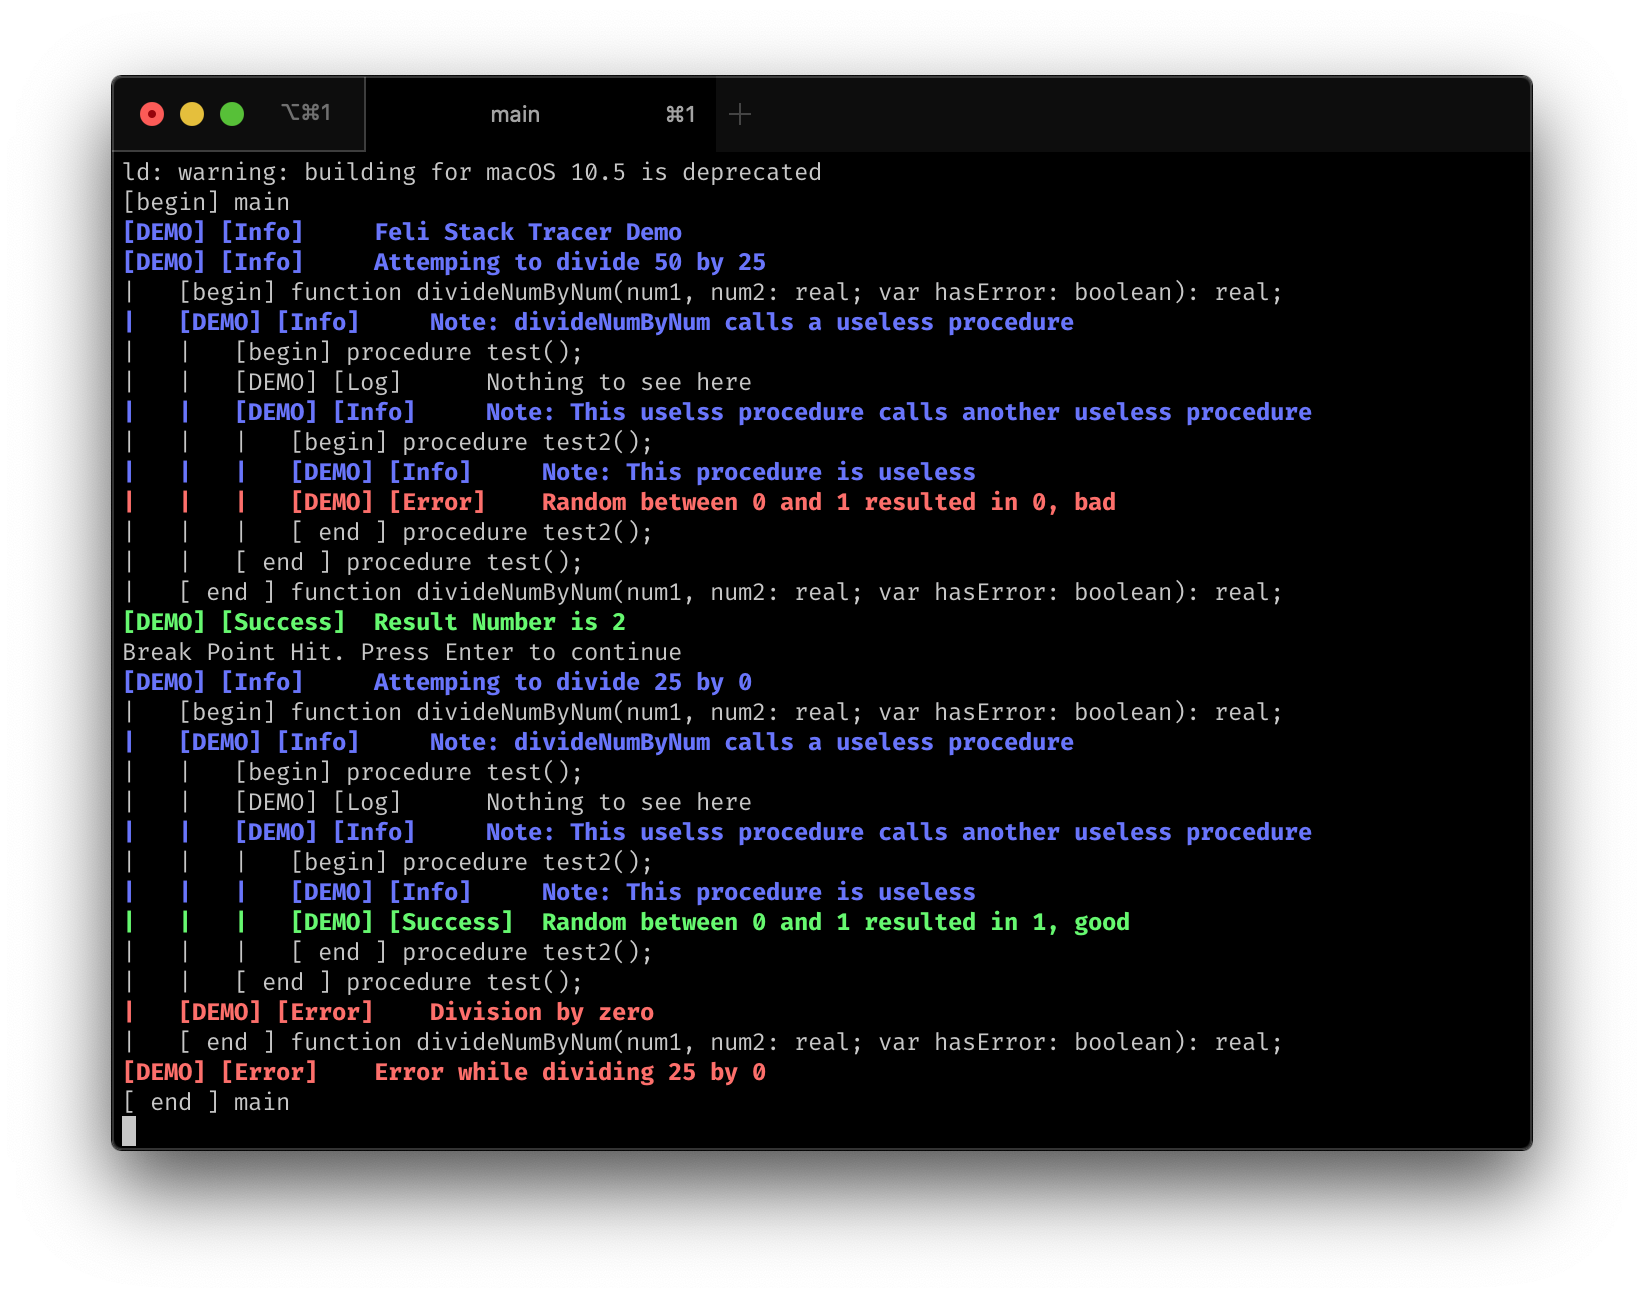 ⌥⌘1 main ⌘1 +
ld: warning: building for macOS 10.5 is deprecated
[begin] main
[DEMO] [Info]     Feli Stack Tracer Demo
[DEMO] [Info]     Attemping to divide 50 by 25
|   [begin] function divideNumByNum(num1, num2: real; var hasError: boolean): real;
|   [DEMO] [Info]     Note: divideNumByNum calls a useless procedure
|   |   [begin] procedure test();
|   |   [DEMO] [Log]      Nothing to see here
|   |   [DEMO] [Info]     Note: This uselss procedure calls another useless procedure
|   |   |   [begin] procedure test2();
|   |   |   [DEMO] [Info]     Note: This procedure is useless
|   |   |   [DEMO] [Error]    Random between 0 and 1 resulted in 0, bad
|   |   |   [ end ] procedure test2();
|   |   [ end ] procedure test();
|   [ end ] function divideNumByNum(num1, num2: real; var hasError: boolean): real;
[DEMO] [Success]  Result Number is 2
Break Point Hit. Press Enter to continue
[DEMO] [Info]     Attemping to divide 25 by 0
|   [begin] function divideNumByNum(num1, num2: real; var hasError: boolean): real;
|   [DEMO] [Info]     Note: divideNumByNum calls a useless procedure
|   |   [begin] procedure test();
|   |   [DEMO] [Log]      Nothing to see here
|   |   [DEMO] [Info]     Note: This uselss procedure calls another useless procedure
|   |   |   [begin] procedure test2();
|   |   |   [DEMO] [Info]     Note: This procedure is useless
|   |   |   [DEMO] [Success]  Random between 0 and 1 resulted in 1, good
|   |   |   [ end ] procedure test2();
|   |   [ end ] procedure test();
|   [DEMO] [Error]    Division by zero
|   [ end ] function divideNumByNum(num1, num2: real; var hasError: boolean): real;
[DEMO] [Error]    Error while dividing 25 by 0
[ end ] main